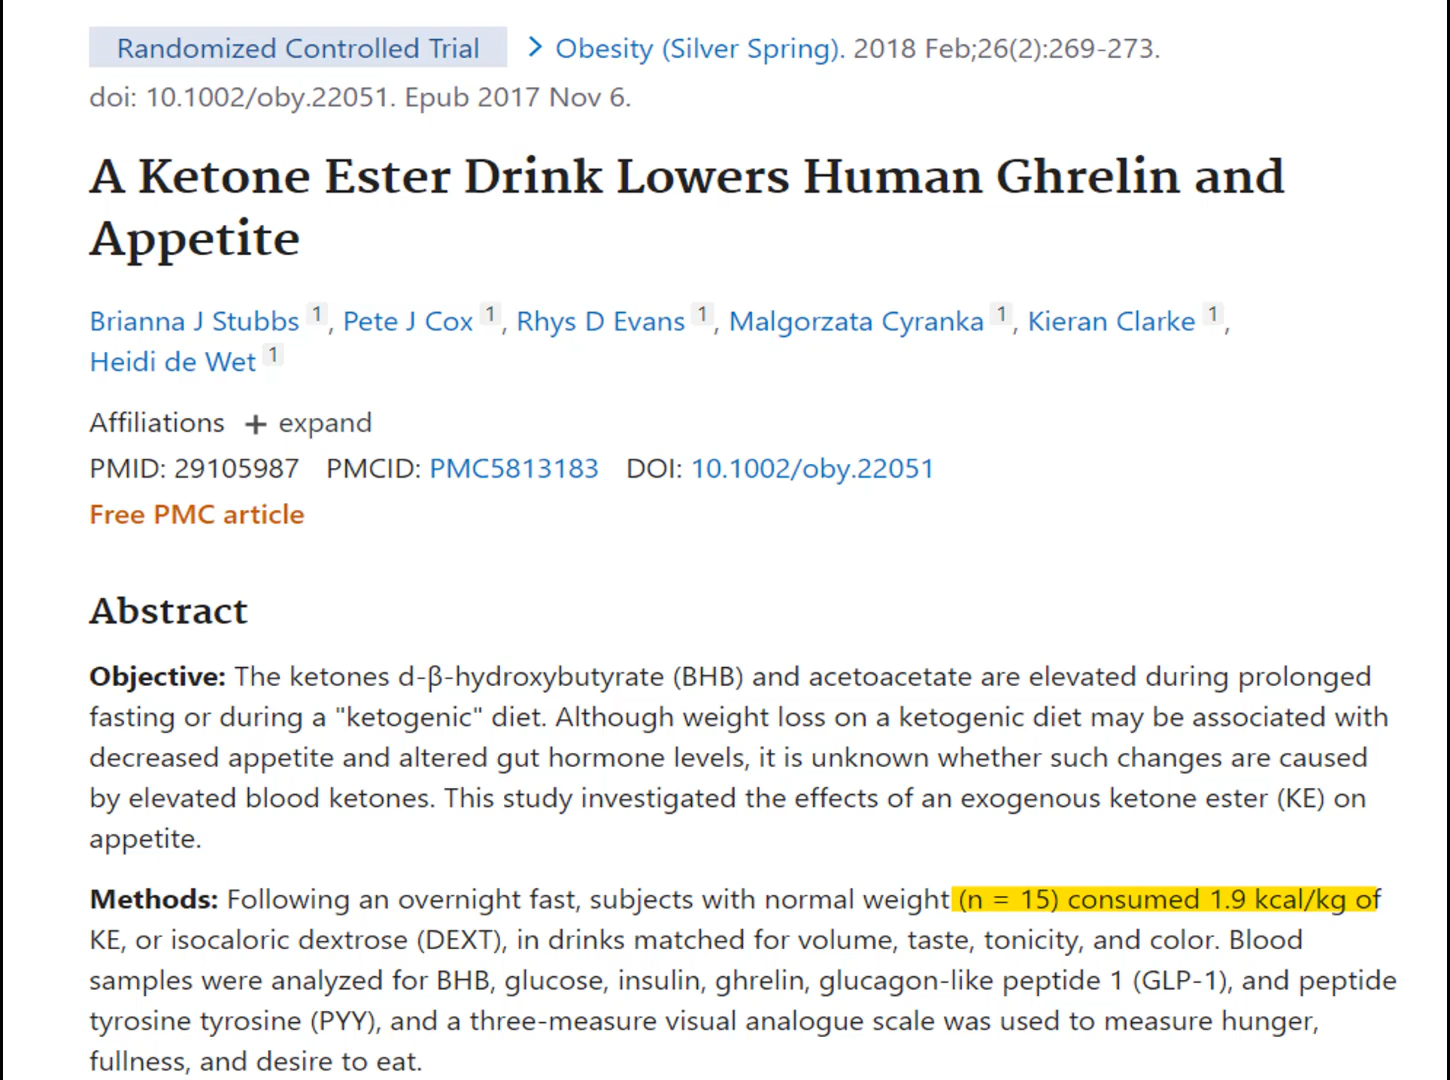 Randomized Controlled Trial > Obesity (Silver Spring). 2018 Feb;26(2):269-273.
doi: 10.1002/oby.22051. Epub 2017 Nov 6.
A Ketone Ester Drink Lowers Human Ghrelin and
Appetite
Brianna J Stubbs 1, Pete J Cox 1, Rhys D Evans 1, Malgorzata Cyranka 1, Kieran Clarke 1,
Heidi de Wet 1
Affiliations + expand
PMID: 29105987 PMCID: PMC5813183 DOI: 10.1002/oby.22051
Free PMC article
Abstract
Objective: The ketones d-β-hydroxybutyrate (BHB) and acetoacetate are elevated during prolonged
fasting or during a "ketogenic" diet. Although weight loss on a ketogenic diet may be associated with
decreased appetite and altered gut hormone levels, it is unknown whether such changes are caused
by elevated blood ketones. This study investigated the effects of an exogenous ketone ester (KE) on
appetite.
Methods: Following an overnight fast, subjects with normal weight (n = 15) consumed 1.9 kcal/kg of
KE, or isocaloric dextrose (DEXT), in drinks matched for volume, taste, tonicity, and color. Blood
samples were analyzed for BHB, glucose, insulin, ghrelin, glucagon-like peptide 1 (GLP-1), and peptide
tyrosine tyrosine (PYY), and a three-measure visual analogue scale was used to measure hunger,
fullness, and desire to eat.